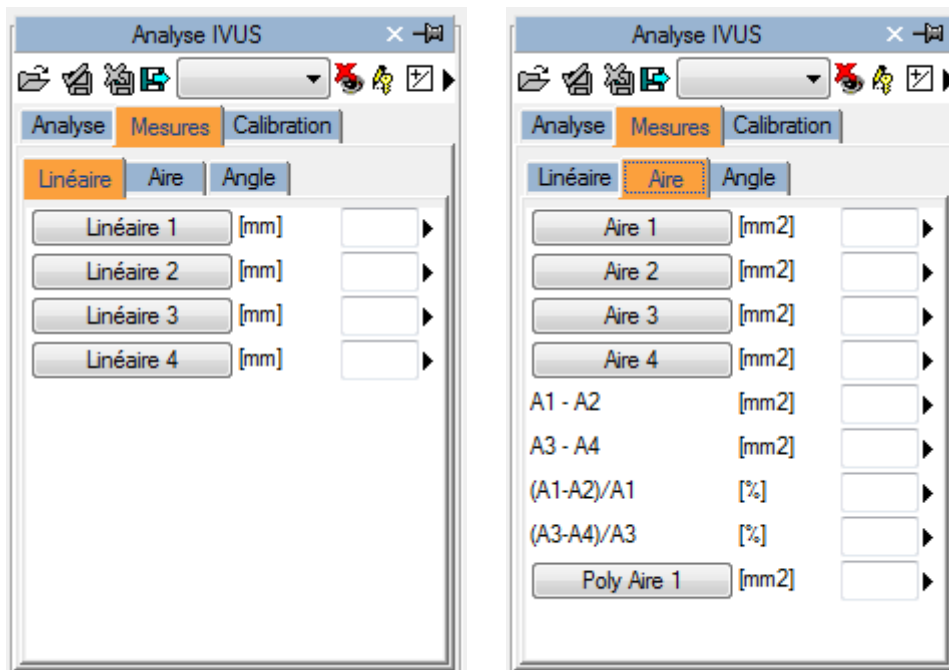 Analyse IVUS
Analyse Mesures Calibration
Linéaire Aire Angle
Linéaire 1 [mm]
Linéaire 2 [mm]
Linéaire 3 [mm]
Linéaire 4 [mm]
Analyse IVUS
Analyse Mesures Calibration
Linéaire Aire Angle
Aire 1 [mm2]
Aire 2 [mm2]
Aire 3 [mm2]
Aire 4 [mm2]
A1 - A2 [mm2]
A3 - A4 [mm2]
(A1-A2)/A1 [%]
(A3-A4)/A3 [%]
Poly Aire 1 [mm2]